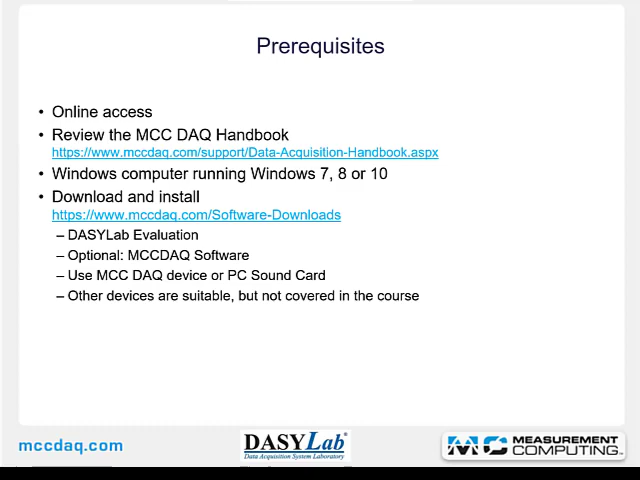 Prerequisites
• Online access
• Review the MCC DAQ Handbook
https://www.mccdaq.com/support/Data-Acquisition-Handbook.aspx
• Windows computer running Windows 7, 8 or 10
• Download and install
https://www.mccdaq.com/Software-Downloads
– DASYLab Evaluation
– Optional: MCCDAQ Software
– Use MCC DAQ device or PC Sound Card
– Other devices are suitable, but not covered in the course
mccdaq.com
DASYLab®
Data Acquisition System Laboratory
MC MEASUREMENT
COMPUTING™